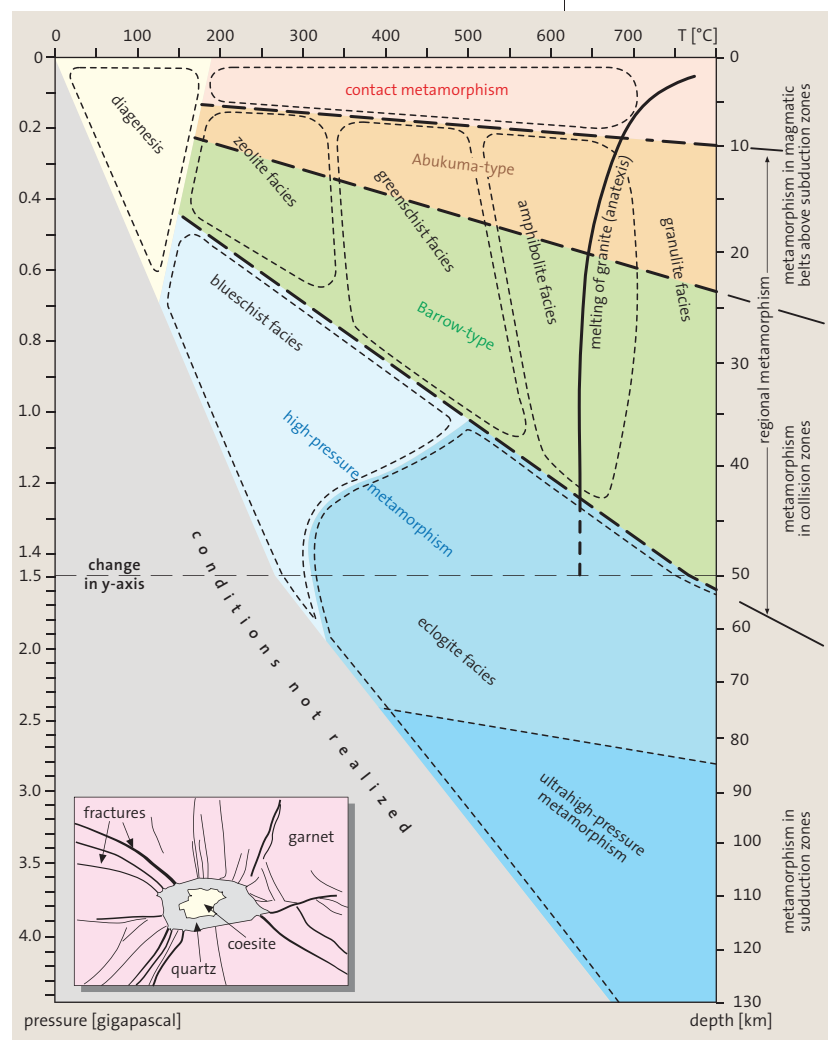 0 100 200 300 400 500 600 700 T [°C]
0
0.2
0.4
0.6
0.8
1.0
1.2
1.4
1.5
2.0
2.5
3.0
3.5
4.0
pressure [gigapascal]
diagenesis
contact metamorphism
zeolite facies
Abukuma-type
greenschist facies
amphibolite facies
melting of granite (anatexis)
granulite facies
blueschist facies
Barrow-type
high-pressure metamorphism
change
in y-axis
conditions not realized
eclogite facies
ultrahigh-pressure
metamorphism
fractures
garnet
coesite
quartz
0
10
20
30
40
50
60
70
80
90
100
110
120
130
depth [km]
metamorphism in magmatic
belts above subduction zones
regional metamorphism
metamorphism
in collision zones
metamorphism in
subduction zones